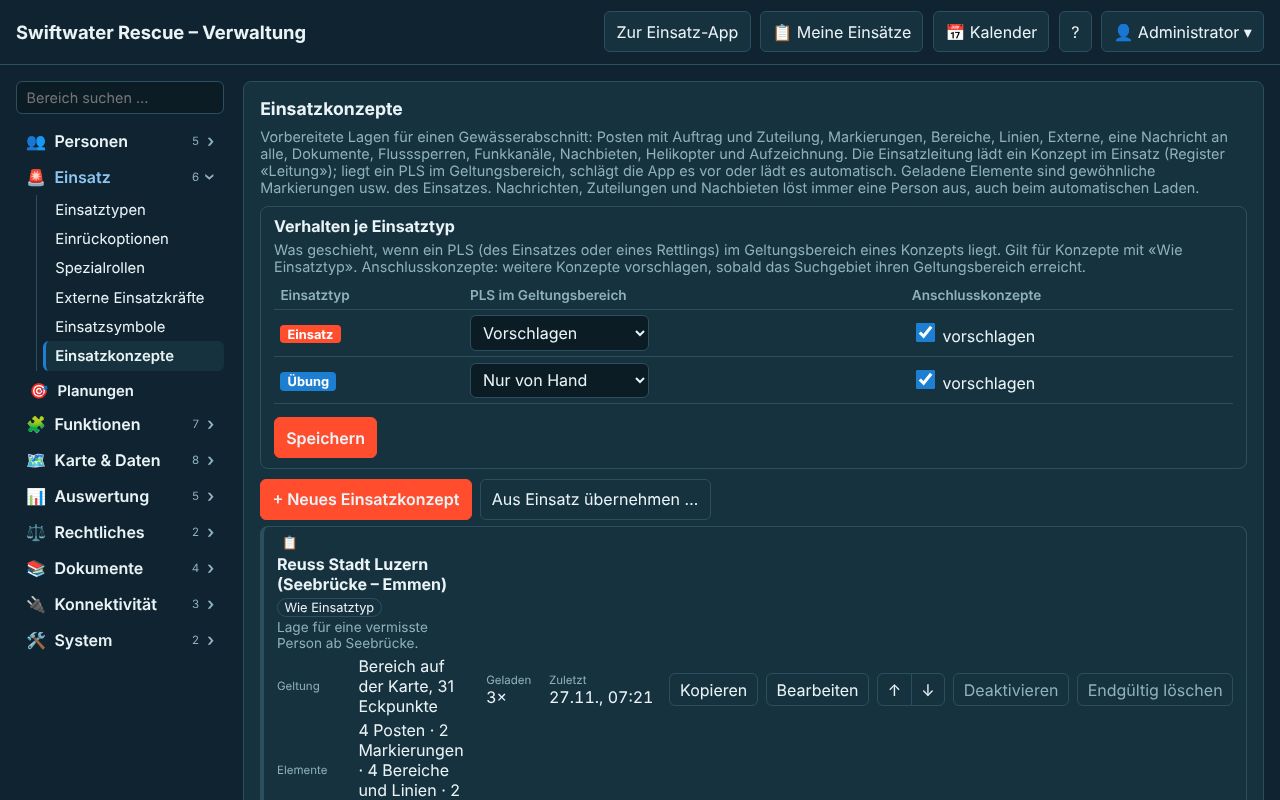 Swiftwater Rescue – Verwaltung
Zur Einsatz-App
📋 Meine Einsätze
📅 Kalender
?
👤 Administrator ▾
Bereich suchen …
👥 Personen 5 ›
🚨 Einsatz 6
Einsatztypen
Einrückoptionen
Spezialrollen
Externe Einsatzkräfte
Einsatzsymbole
Einsatzkonzepte
🎯 Planungen
🧩 Funktionen 7 ›
🗺️ Karte & Daten 8 ›
📊 Auswertung 5 ›
⚖️ Rechtliches 2 ›
📚 Dokumente 4 ›
🔌 Konnektivität 3 ›
🛠️ System 2 ›
Einsatzkonzepte
Vorbereitete Lagen für einen Gewässerabschnitt: Posten mit Auftrag und Zuteilung, Markierungen, Bereiche, Linien, Externe, eine Nachricht an
alle, Dokumente, Flusssperren, Funkkanäle, Nachbieten, Helikopter und Aufzeichnung. Die Einsatzleitung lädt ein Konzept im Einsatz (Register
«Leitung»); liegt ein PLS im Geltungsbereich, schlägt die App es vor oder lädt es automatisch. Geladene Elemente sind gewöhnliche
Markierungen usw. des Einsatzes. Nachrichten, Zuteilungen und Nachbieten löst immer eine Person aus, auch beim automatischen Laden.
Verhalten je Einsatztyp
Was geschieht, wenn ein PLS (des Einsatzes oder eines Rettlings) im Geltungsbereich eines Konzepts liegt. Gilt für Konzepte mit «Wie
Einsatztyp». Anschlusskonzepte: weitere Konzepte vorschlagen, sobald das Suchgebiet ihren Geltungsbereich erreicht.
Einsatztyp PLS im Geltungsbereich Anschlusskonzepte
Einsatz Vorschlagen vorschlagen
Übung Nur von Hand vorschlagen
Speichern
+ Neues Einsatzkonzept
Aus Einsatz übernehmen …
📋
Reuss Stadt Luzern
(Seebrücke – Emmen)
Wie Einsatztyp
Lage für eine vermisste
Person ab Seebrücke.
Geltung
Bereich auf
der Karte, 31
Eckpunkte
Elemente
4 Posten · 2
Markierungen
· 4 Bereiche
und Linien · 2
Geladen
3×
Zuletzt
27.11., 07:21
Kopieren
Bearbeiten
↑
↓
Deaktivieren
Endgültig löschen